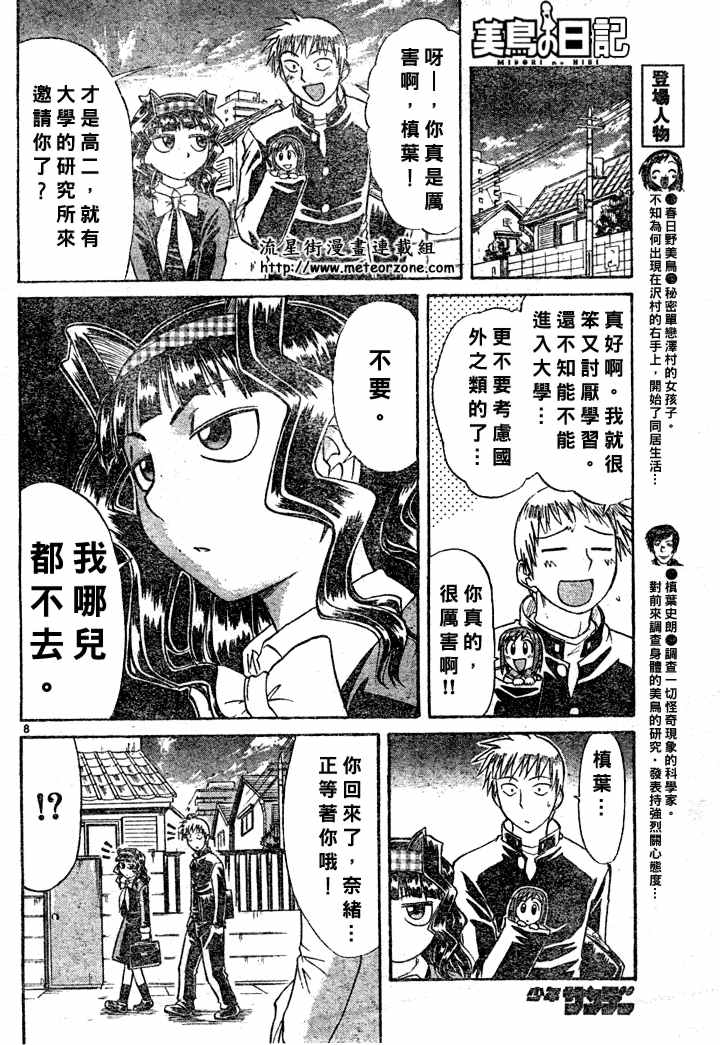 美鳥の日記
MIDORI no HIBI
登場人物
●春日野美鳥●秘密單戀澤村的女孩子。
不知為何出現在沢村的右手上，開始了同居生活…
●槙葉史朗●調查一切怪奇現象的科學家。
對前來調查身體的美鳥的研究，發表持強烈關心態度…
呀—，你真是厲
害啊，槙葉！
才是高二，就有
大學的研究所來
邀請你了？
流星街漫畫連載組
http://www.meteorzone.com/
真好啊。我就很
笨又討厭學習。
還不知能不能
進入大學…
更不要考慮國
外之類的了…
你真的，
很厲害啊!!
不要。
我哪兒
都不去。
8
槙葉…
你回來了，奈緒…
正等著你哦！
!?
少年サンデー